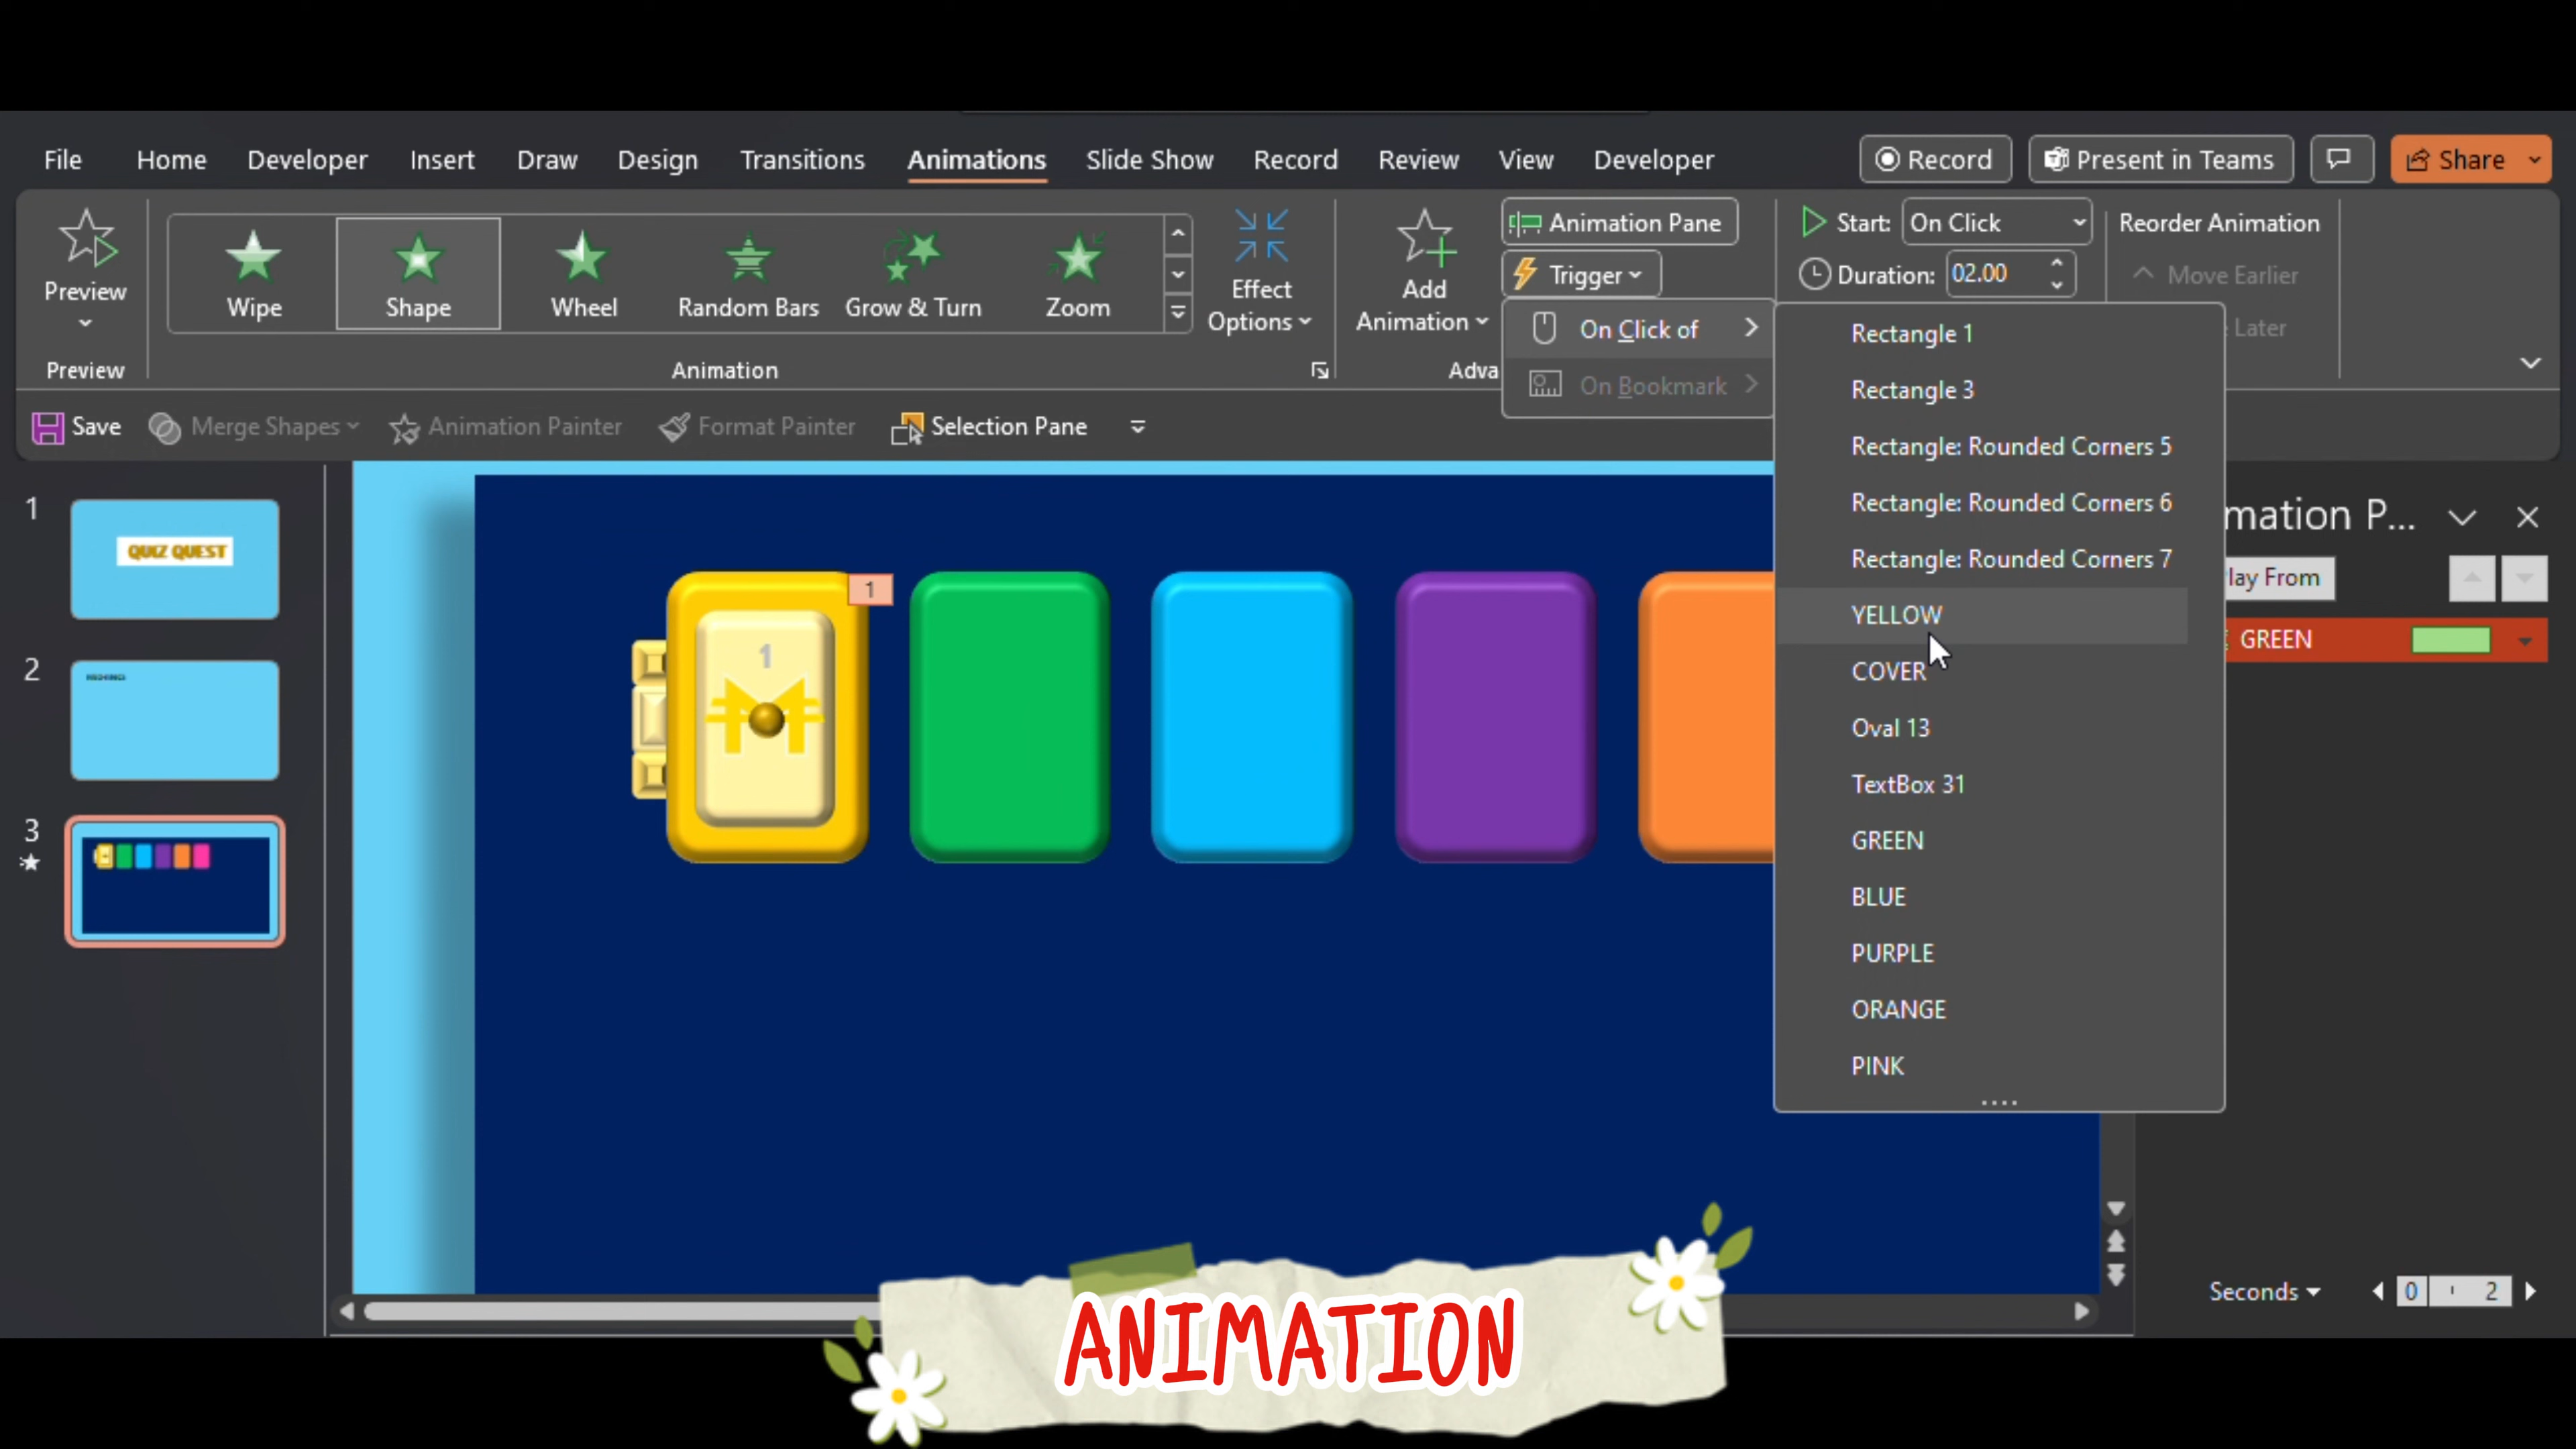 File Home Developer Insert Draw Design Transitions Animations Slide Show Record Review View Developer Record Present in Teams Share
Preview
Preview
Wipe Shape Wheel Random Bars Grow & Turn Zoom
Animation
Effect
Options
Add
Animation
Animation Pane
Trigger
Adva
Start: On Click
Duration: 02.00
Reorder Animation
Move Earlier
Later
On Click of
On Bookmark
Rectangle 1
Rectangle 3
Rectangle: Rounded Corners 5
Rectangle: Rounded Corners 6
Rectangle: Rounded Corners 7
YELLOW
COVER
Oval 13
TextBox 31
GREEN
BLUE
PURPLE
ORANGE
PINK
Save Merge Shapes Animation Painter Format Painter Selection Pane
1
QUIZ QUEST
2
3
1
1
M
mation P...
lay From
GREEN
Seconds 0 2
ANIMATION